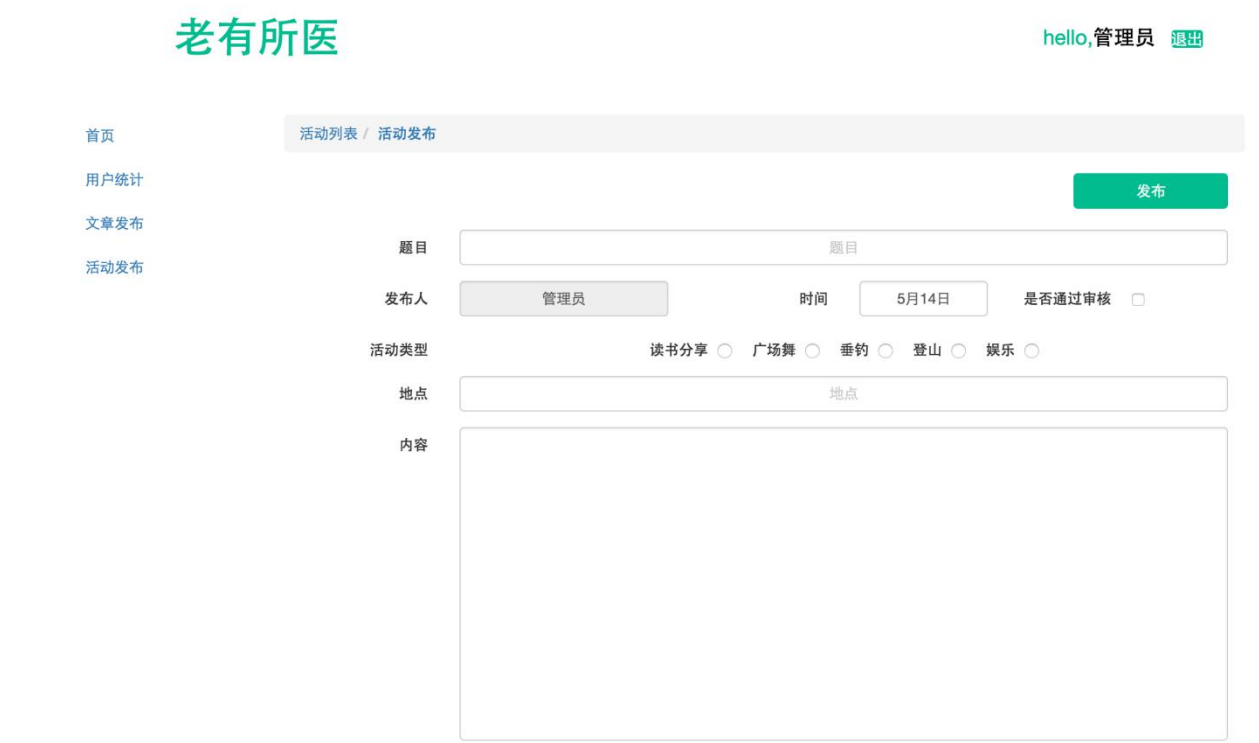 老有所医
hello,管理员 退出
首页
用户统计
文章发布
活动发布
活动列表 / 活动发布
发布
题目 题目
发布人 管理员 时间 5月14日 是否通过审核
活动类型 读书分享 广场舞 垂钓 登山 娱乐
地点 地点
内容